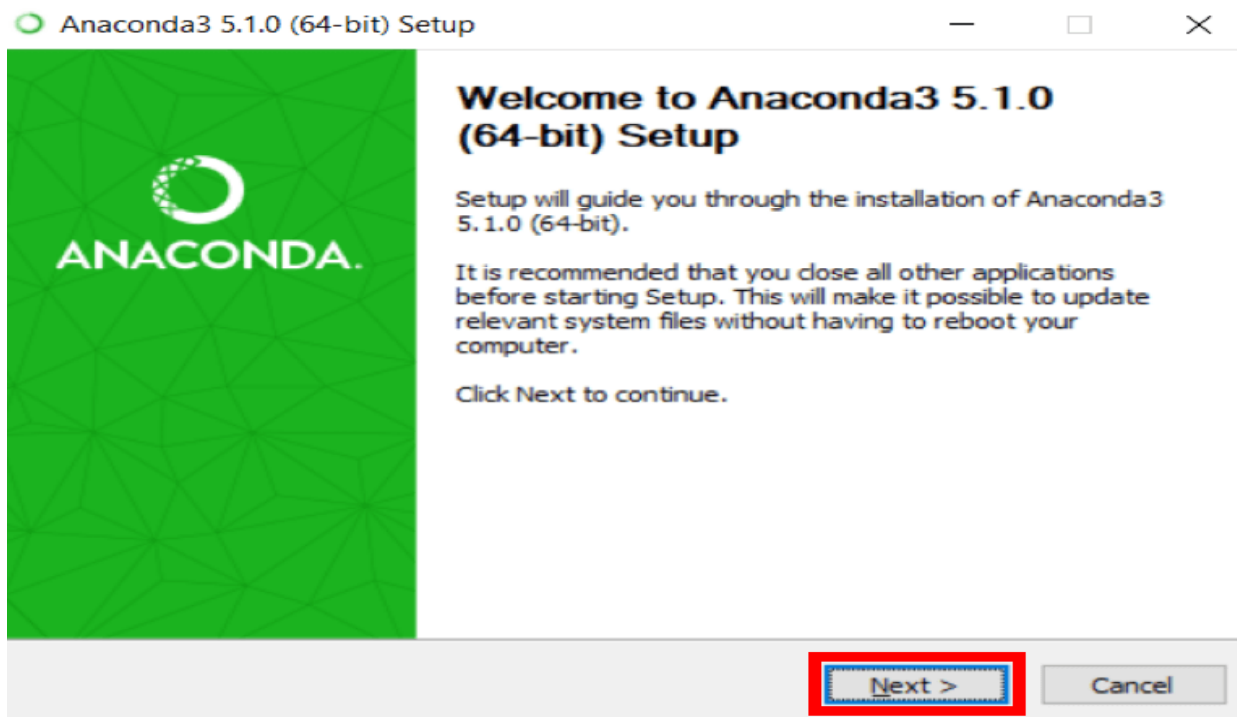 Anaconda3 5.1.0 (64-bit) Setup
ANACONDA.
Welcome to Anaconda3 5.1.0
(64-bit) Setup
Setup will guide you through the installation of Anaconda3
5.1.0 (64-bit).
It is recommended that you close all other applications
before starting Setup. This will make it possible to update
relevant system files without having to reboot your
computer.
Click Next to continue.
Next >
Cancel